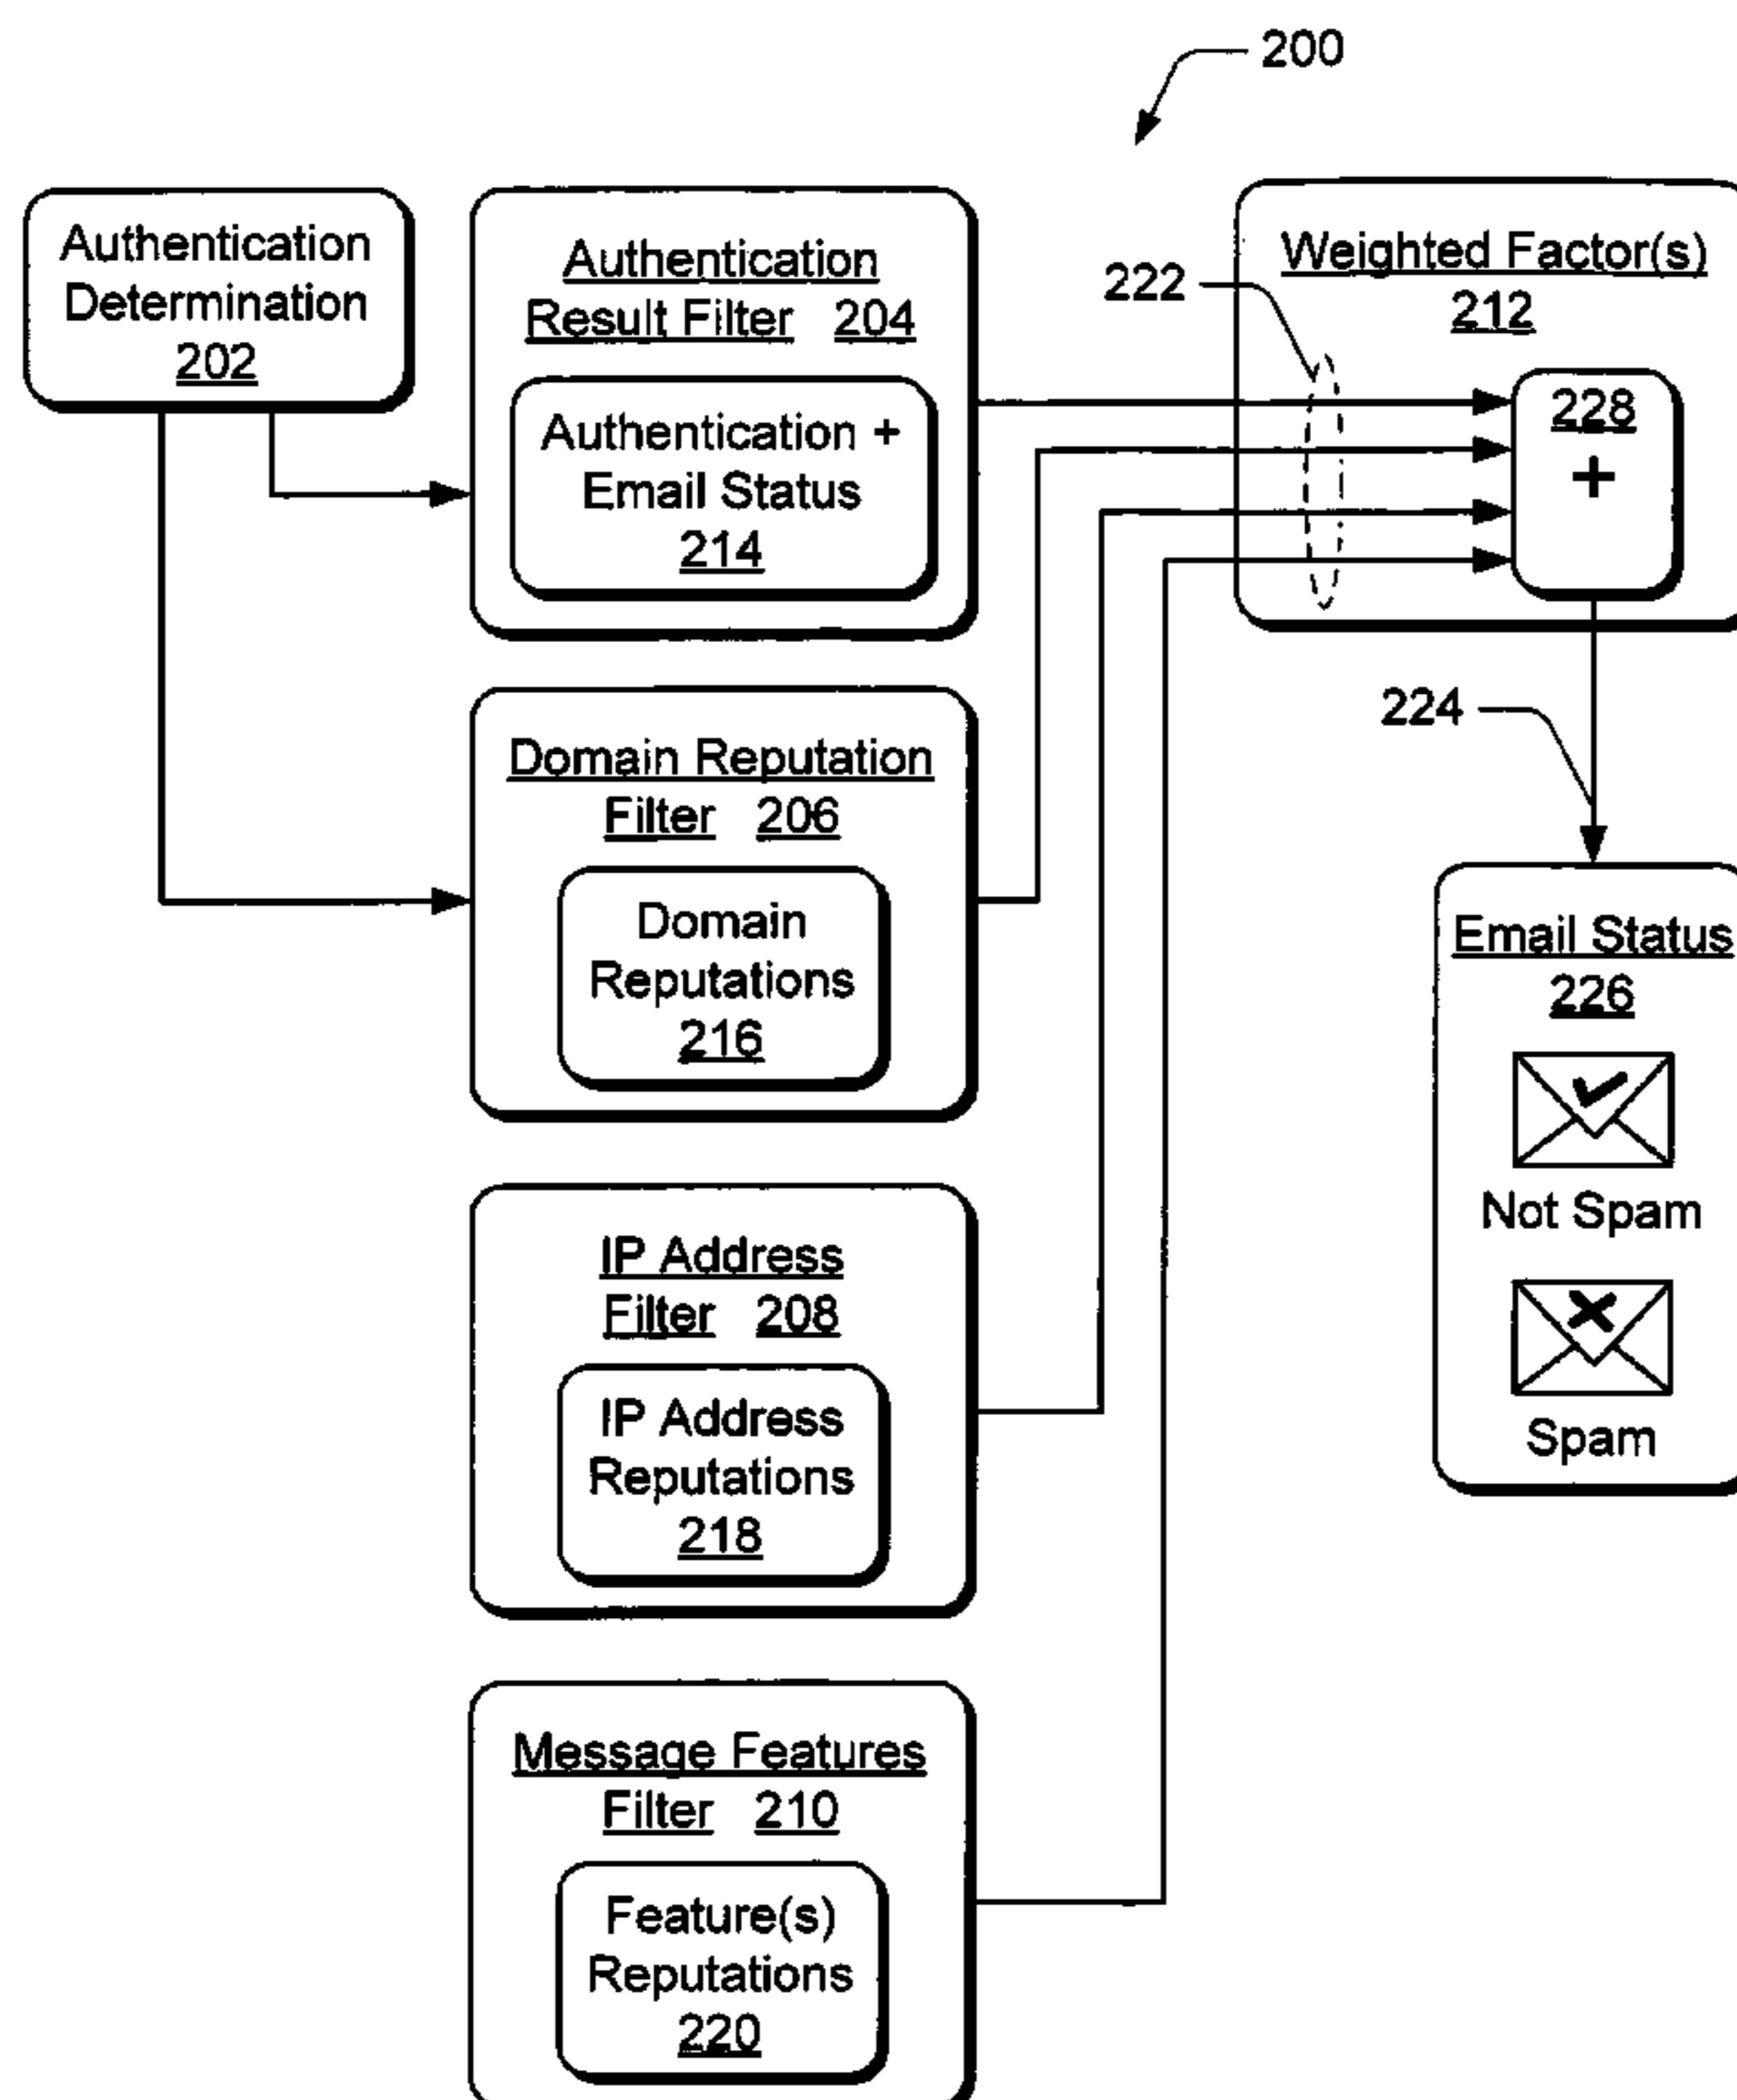 200
Authentication
Determination
202
Authentication
Result Filter 204
Authentication +
Email Status
214
222
Weighted Factor(s)
212
228
+
224
Domain Reputation
Filter 206
Domain
Reputations
216
Email Status
226
Not Spam
Spam
IP Address
Filter 208
IP Address
Reputations
218
Message Features
Filter 210
Feature(s)
Reputations
220